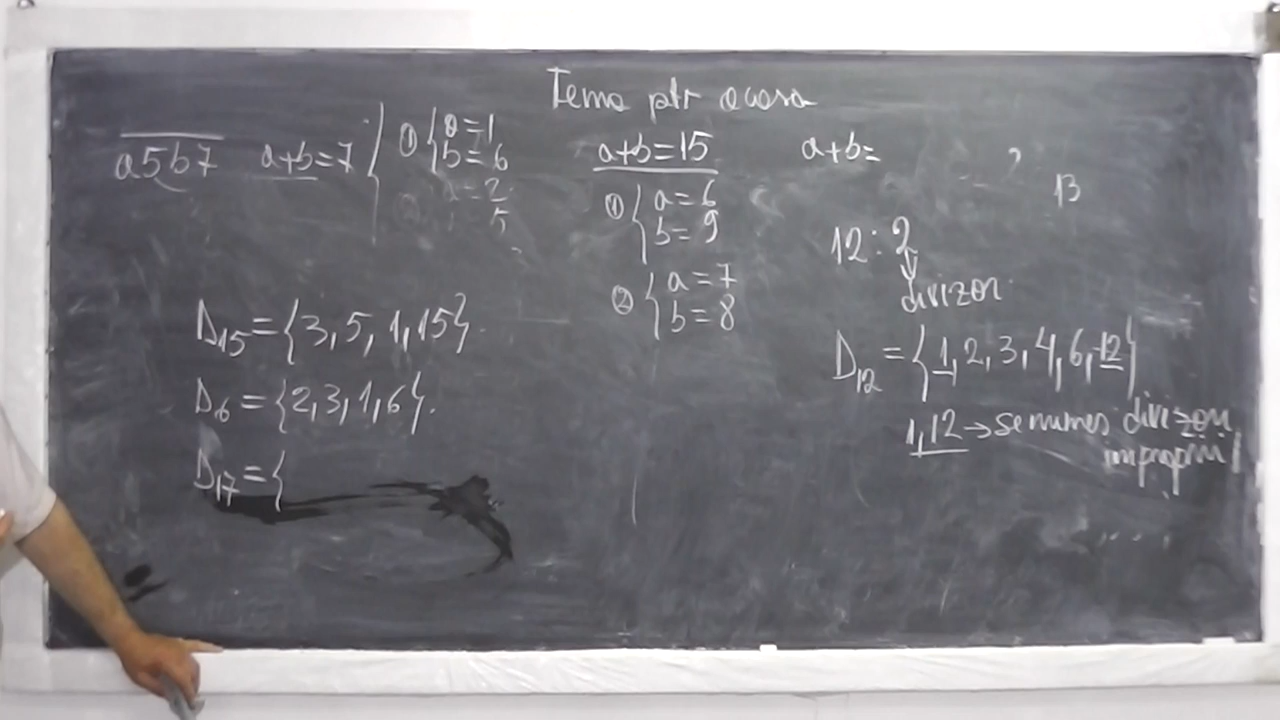 Tema ptr acasa
a5b7 a+b=7 { ① { a=1
b=6
a=2
5
a+b=15
① { a=6
b=9
② { a=7
b=8
a+b=
13
12:2
divizor
D15={3,5,1,15}.
D6={2,3,1,6}.
D17={
D12={1,2,3,4,6,12}
1,12→se numes divizori
improprii